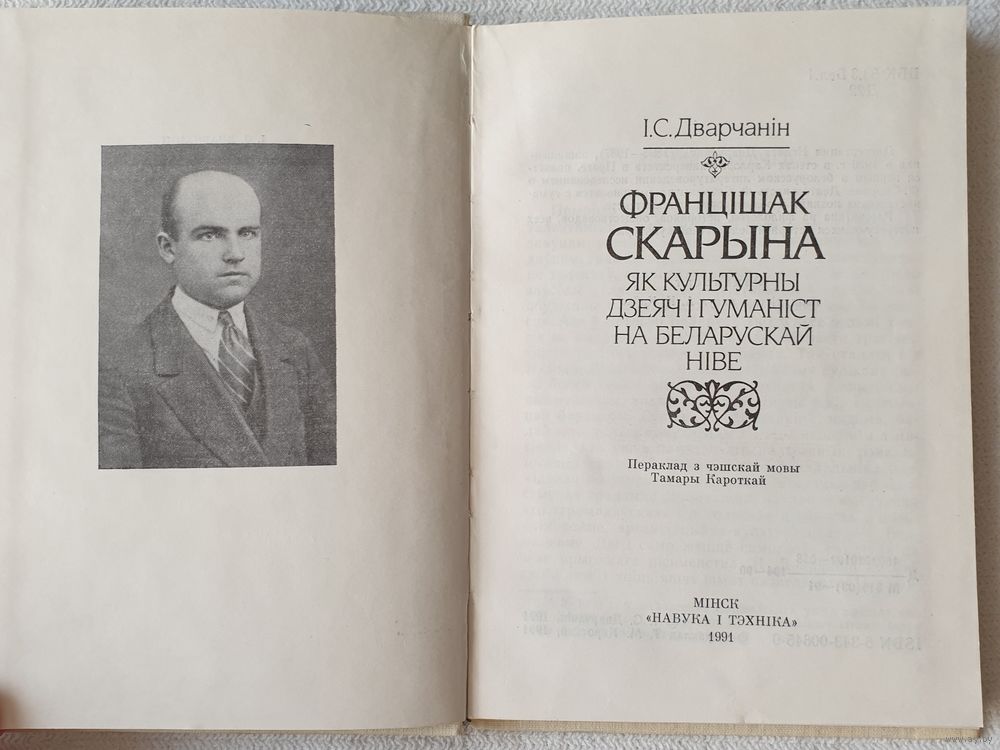 І.С.Дварчанін
ФРАНЦІШАК
СКАРЫНА
ЯК КУЛЬТУРНЫ
ДЗЕЯЧ І ГУМАНІСТ
НА БЕЛАРУСКАЙ
НІВЕ
Пераклад з чэшскай мовы
Тамары Кароткай
МІНСК
«НАВУКА І ТЭХНІКА»
1991